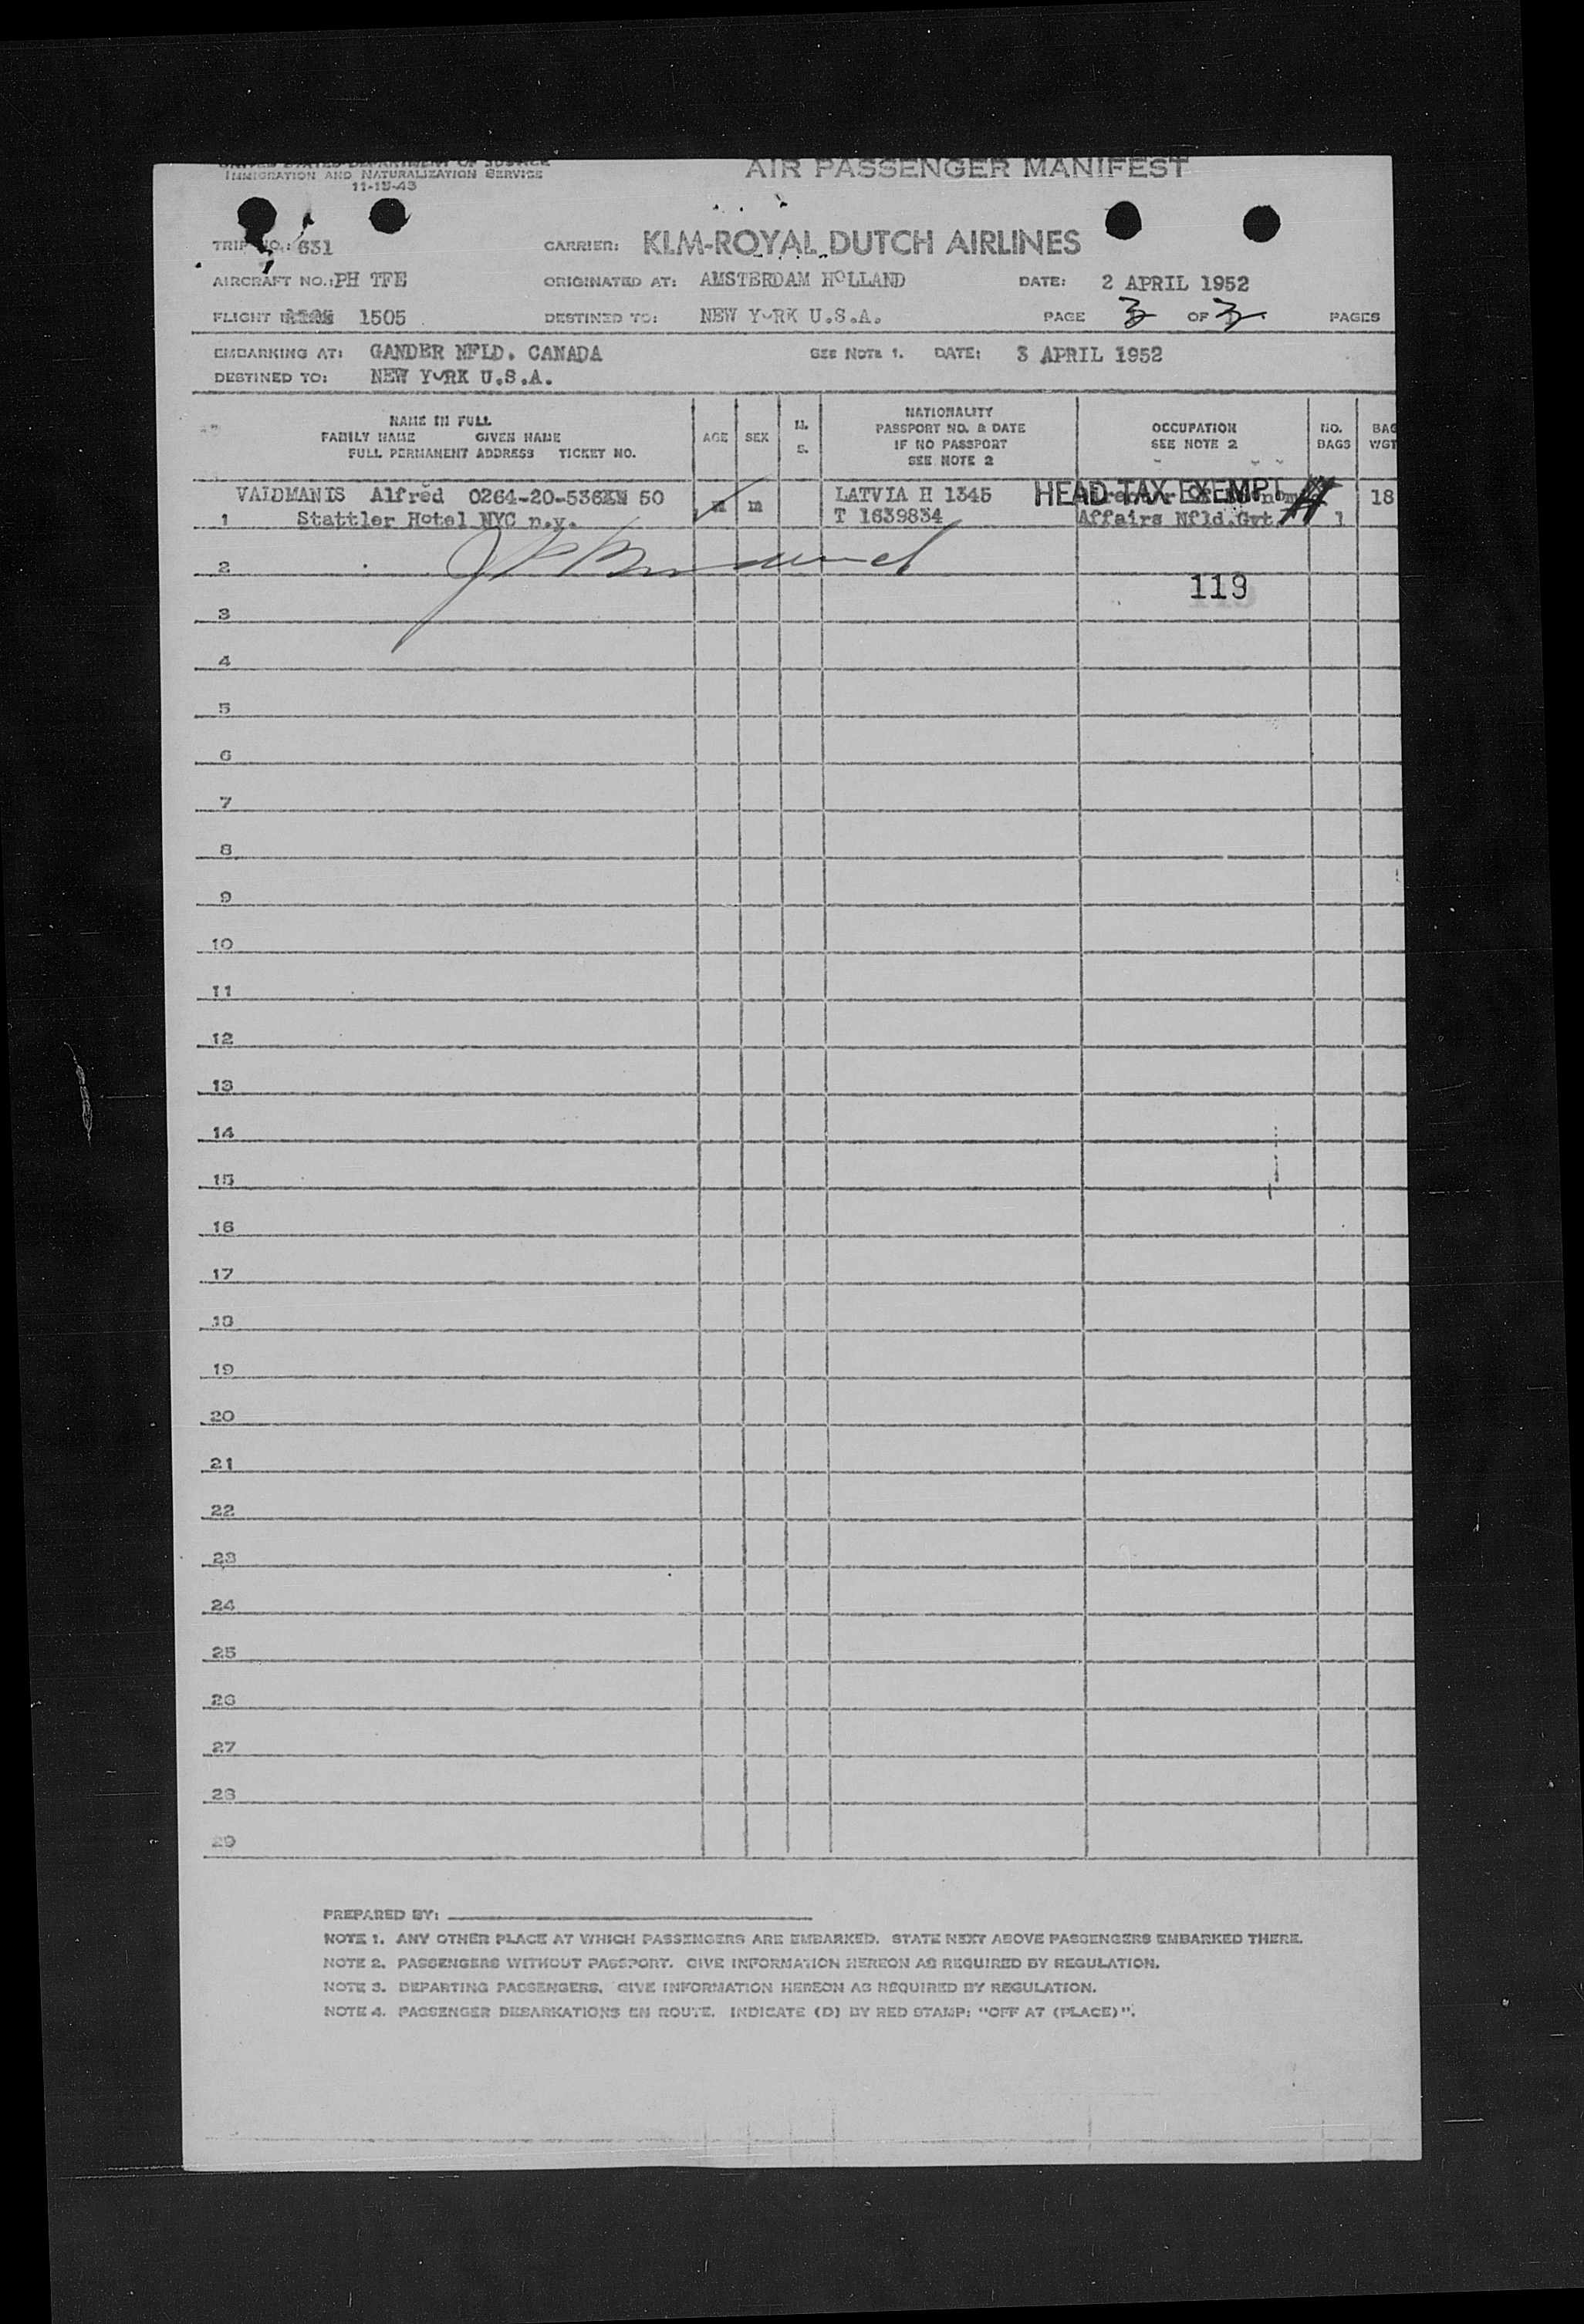 UNITED STATES DEPARTMENT OF JUSTICE
IMMIGRATION AND NATURALIZATION SERVICE
11-15-43
AIR PASSENGER MANIFEST
TRIP NO.: 631
CARRIER: KLM-ROYAL DUTCH AIRLINES
AIRCRAFT NO.: PH TFE
ORIGINATED AT: AMSTERDAM HOLLAND
DATE: 2 APRIL 1952
FLIGHT 1505
DESTINED TO: NEW YORK U.S.A.
PAGE 3 OF 3 PAGES
EMBARKING AT: GANDER NFLD. CANADA
SEE NOTE 1. DATE: 3 APRIL 1952
DESTINED TO: NEW YORK U.S.A.
NAME IN FULL
FAMILY NAME GIVEN NAME
FULL PERMANENT ADDRESS TICKET NO.
AGE
SEX
M.
S.
NATIONALITY
PASSPORT NO. & DATE
IF NO PASSPORT
SEE NOTE 2
OCCUPATION
SEE NOTE 2
NO.
BAGS
BAG
WGT
VAIDMANIS Alfred 0264-20-536 50 m LATVIA H 1345 HEAD TAX EXEMPT 18
1 Stattler Hotel NYC n.y. T 1639834 Affairs Nfld.Gvt. 1
2
119
3
4
5
6
7
8
9
10
11
12
13
14
15
16
17
18
19
20
21
22
23
24
25
26
27
28
29
PREPARED BY:
NOTE 1. ANY OTHER PLACE AT WHICH PASSENGERS ARE EMBARKED. STATE NEXT ABOVE PASSENGERS EMBARKED THERE.
NOTE 2. PASSENGERS WITHOUT PASSPORT. GIVE INFORMATION HEREON AS REQUIRED BY REGULATION.
NOTE 3. DEPARTING PASSENGERS. GIVE INFORMATION HEREON AS REQUIRED BY REGULATION.
NOTE 4. PASSENGER DEBARKATIONS EN ROUTE. INDICATE (D) BY RED STAMP: "OFF AT (PLACE)".